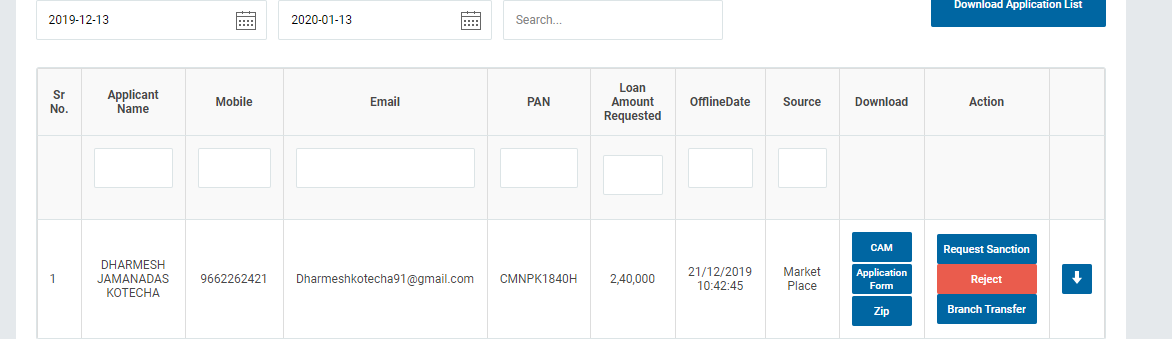 2019-12-13
2020-01-13
Search...
Download Application List
Sr No.
Applicant Name
Mobile
Email
PAN
Loan Amount Requested
OfflineDate
Source
Download
Action
1
DHARMESH JAMANADAS KOTECHA
9662262421
Dharmeshkotecha91@gmail.com
CMNPK1840H
2,40,000
21/12/2019 10:42:45
Market Place
CAM
Application Form
Zip
Request Sanction
Reject
Branch Transfer